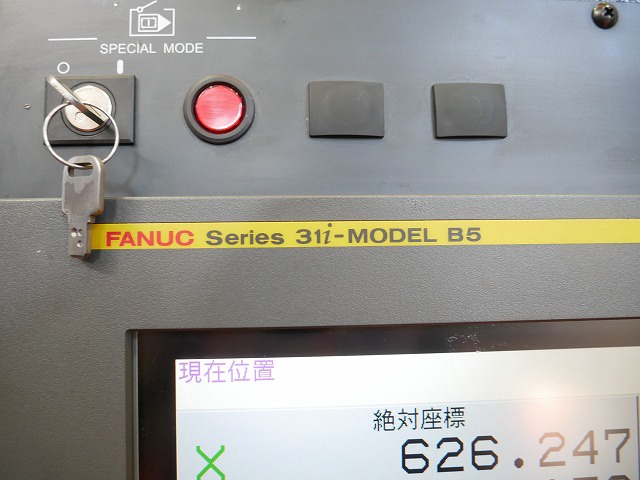 SPECIAL MODE
FANUC Series 31i-MODEL B5
現在位置
絶対座標
X 626.247